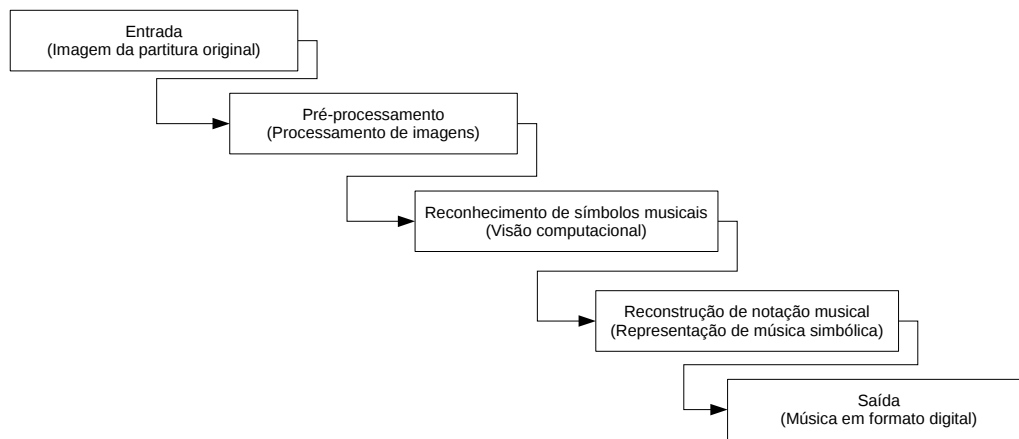 Entrada
(Imagem da partitura original)
Pré-processamento
(Processamento de imagens)
Reconhecimento de símbolos musicais
(Visão computacional)
Reconstrução de notação musical
(Representação de música simbólica)
Saída
(Música em formato digital)